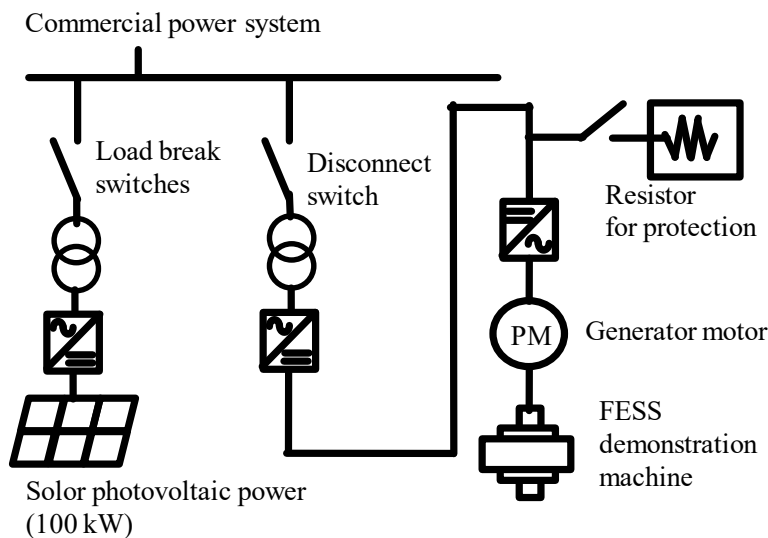 Commercial power system
Load break
switches
Disconnect
switch
Resistor
for protection
PM
Generator motor
FESS
demonstration
machine
Solor photovoltaic power
(100 kW)